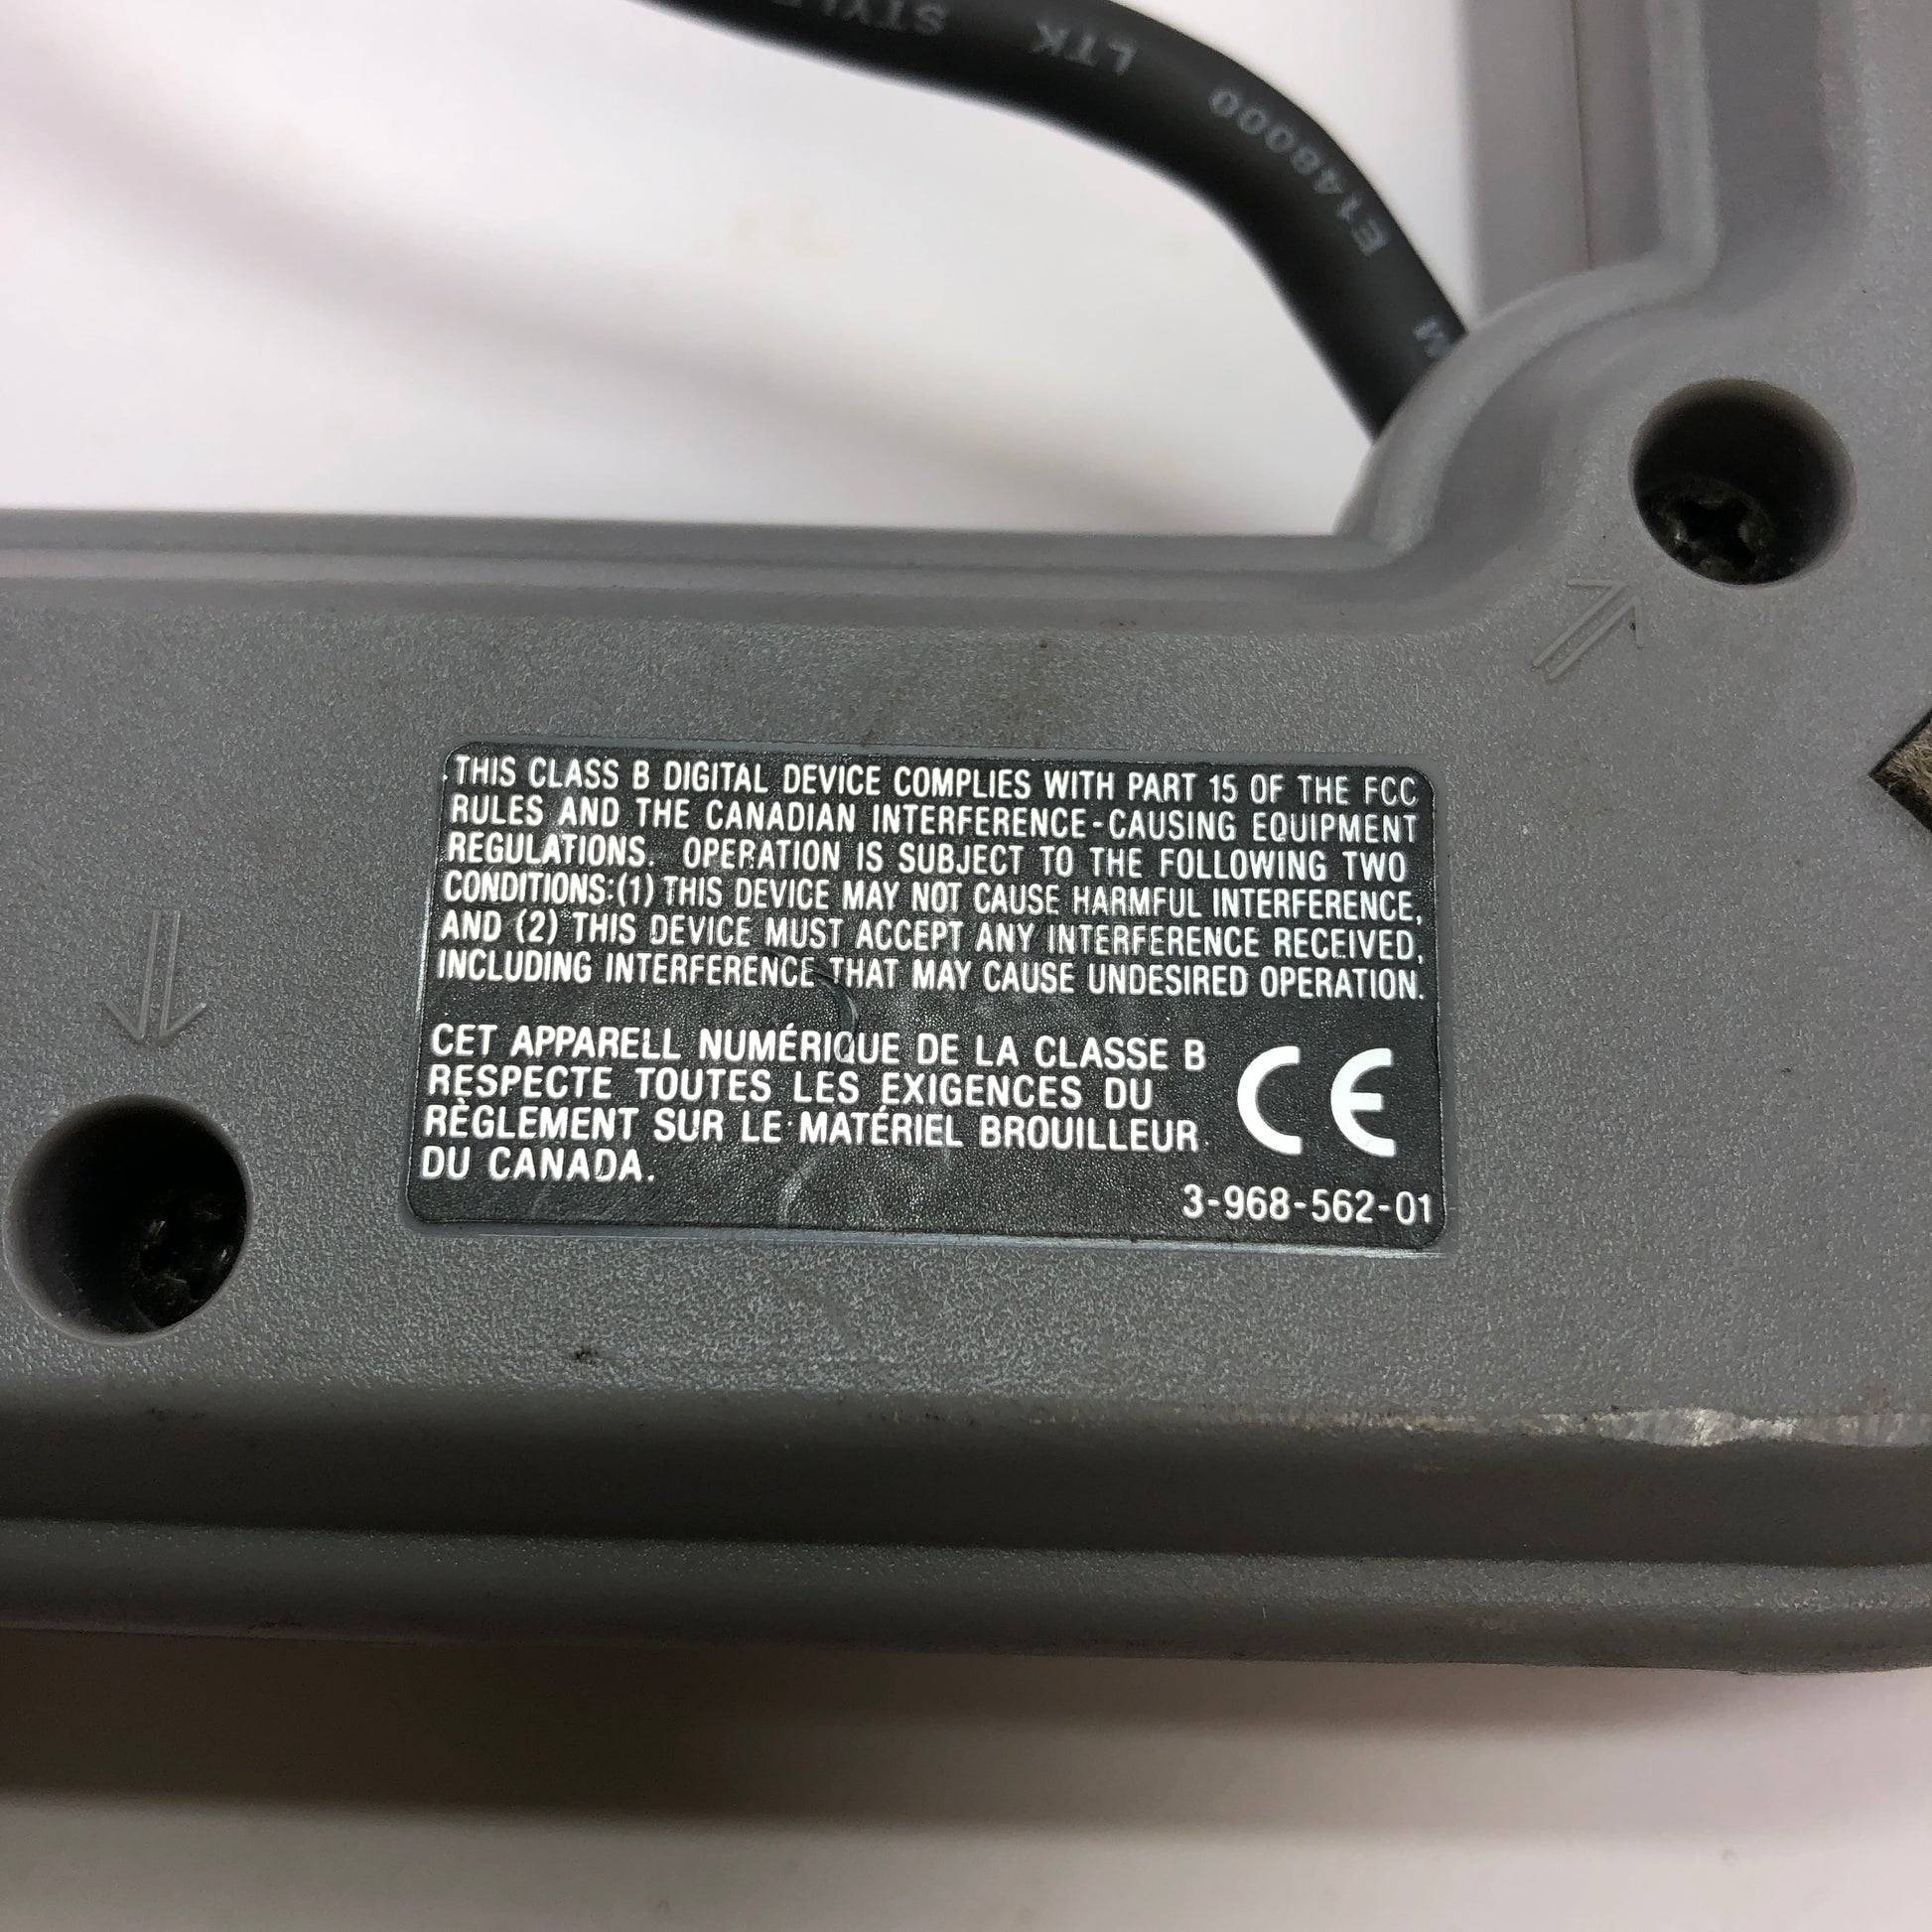 STYLE
LTK
E148000
THIS CLASS B DIGITAL DEVICE COMPLIES WITH PART 15 OF THE FCC
RULES AND THE CANADIAN INTERFERENCE-CAUSING EQUIPMENT
REGULATIONS. OPERATION IS SUBJECT TO THE FOLLOWING TWO
CONDITIONS:(1) THIS DEVICE MAY NOT CAUSE HARMFUL INTERFERENCE,
AND (2) THIS DEVICE MUST ACCEPT ANY INTERFERENCE RECEIVED,
INCLUDING INTERFERENCE THAT MAY CAUSE UNDESIRED OPERATION.
CET APPARELL NUMÉRIQUE DE LA CLASSE B
RESPECTE TOUTES LES EXIGENCES DU
RÈGLEMENT SUR LE MATÉRIEL BROUILLEUR
DU CANADA.
CE
3-968-562-01